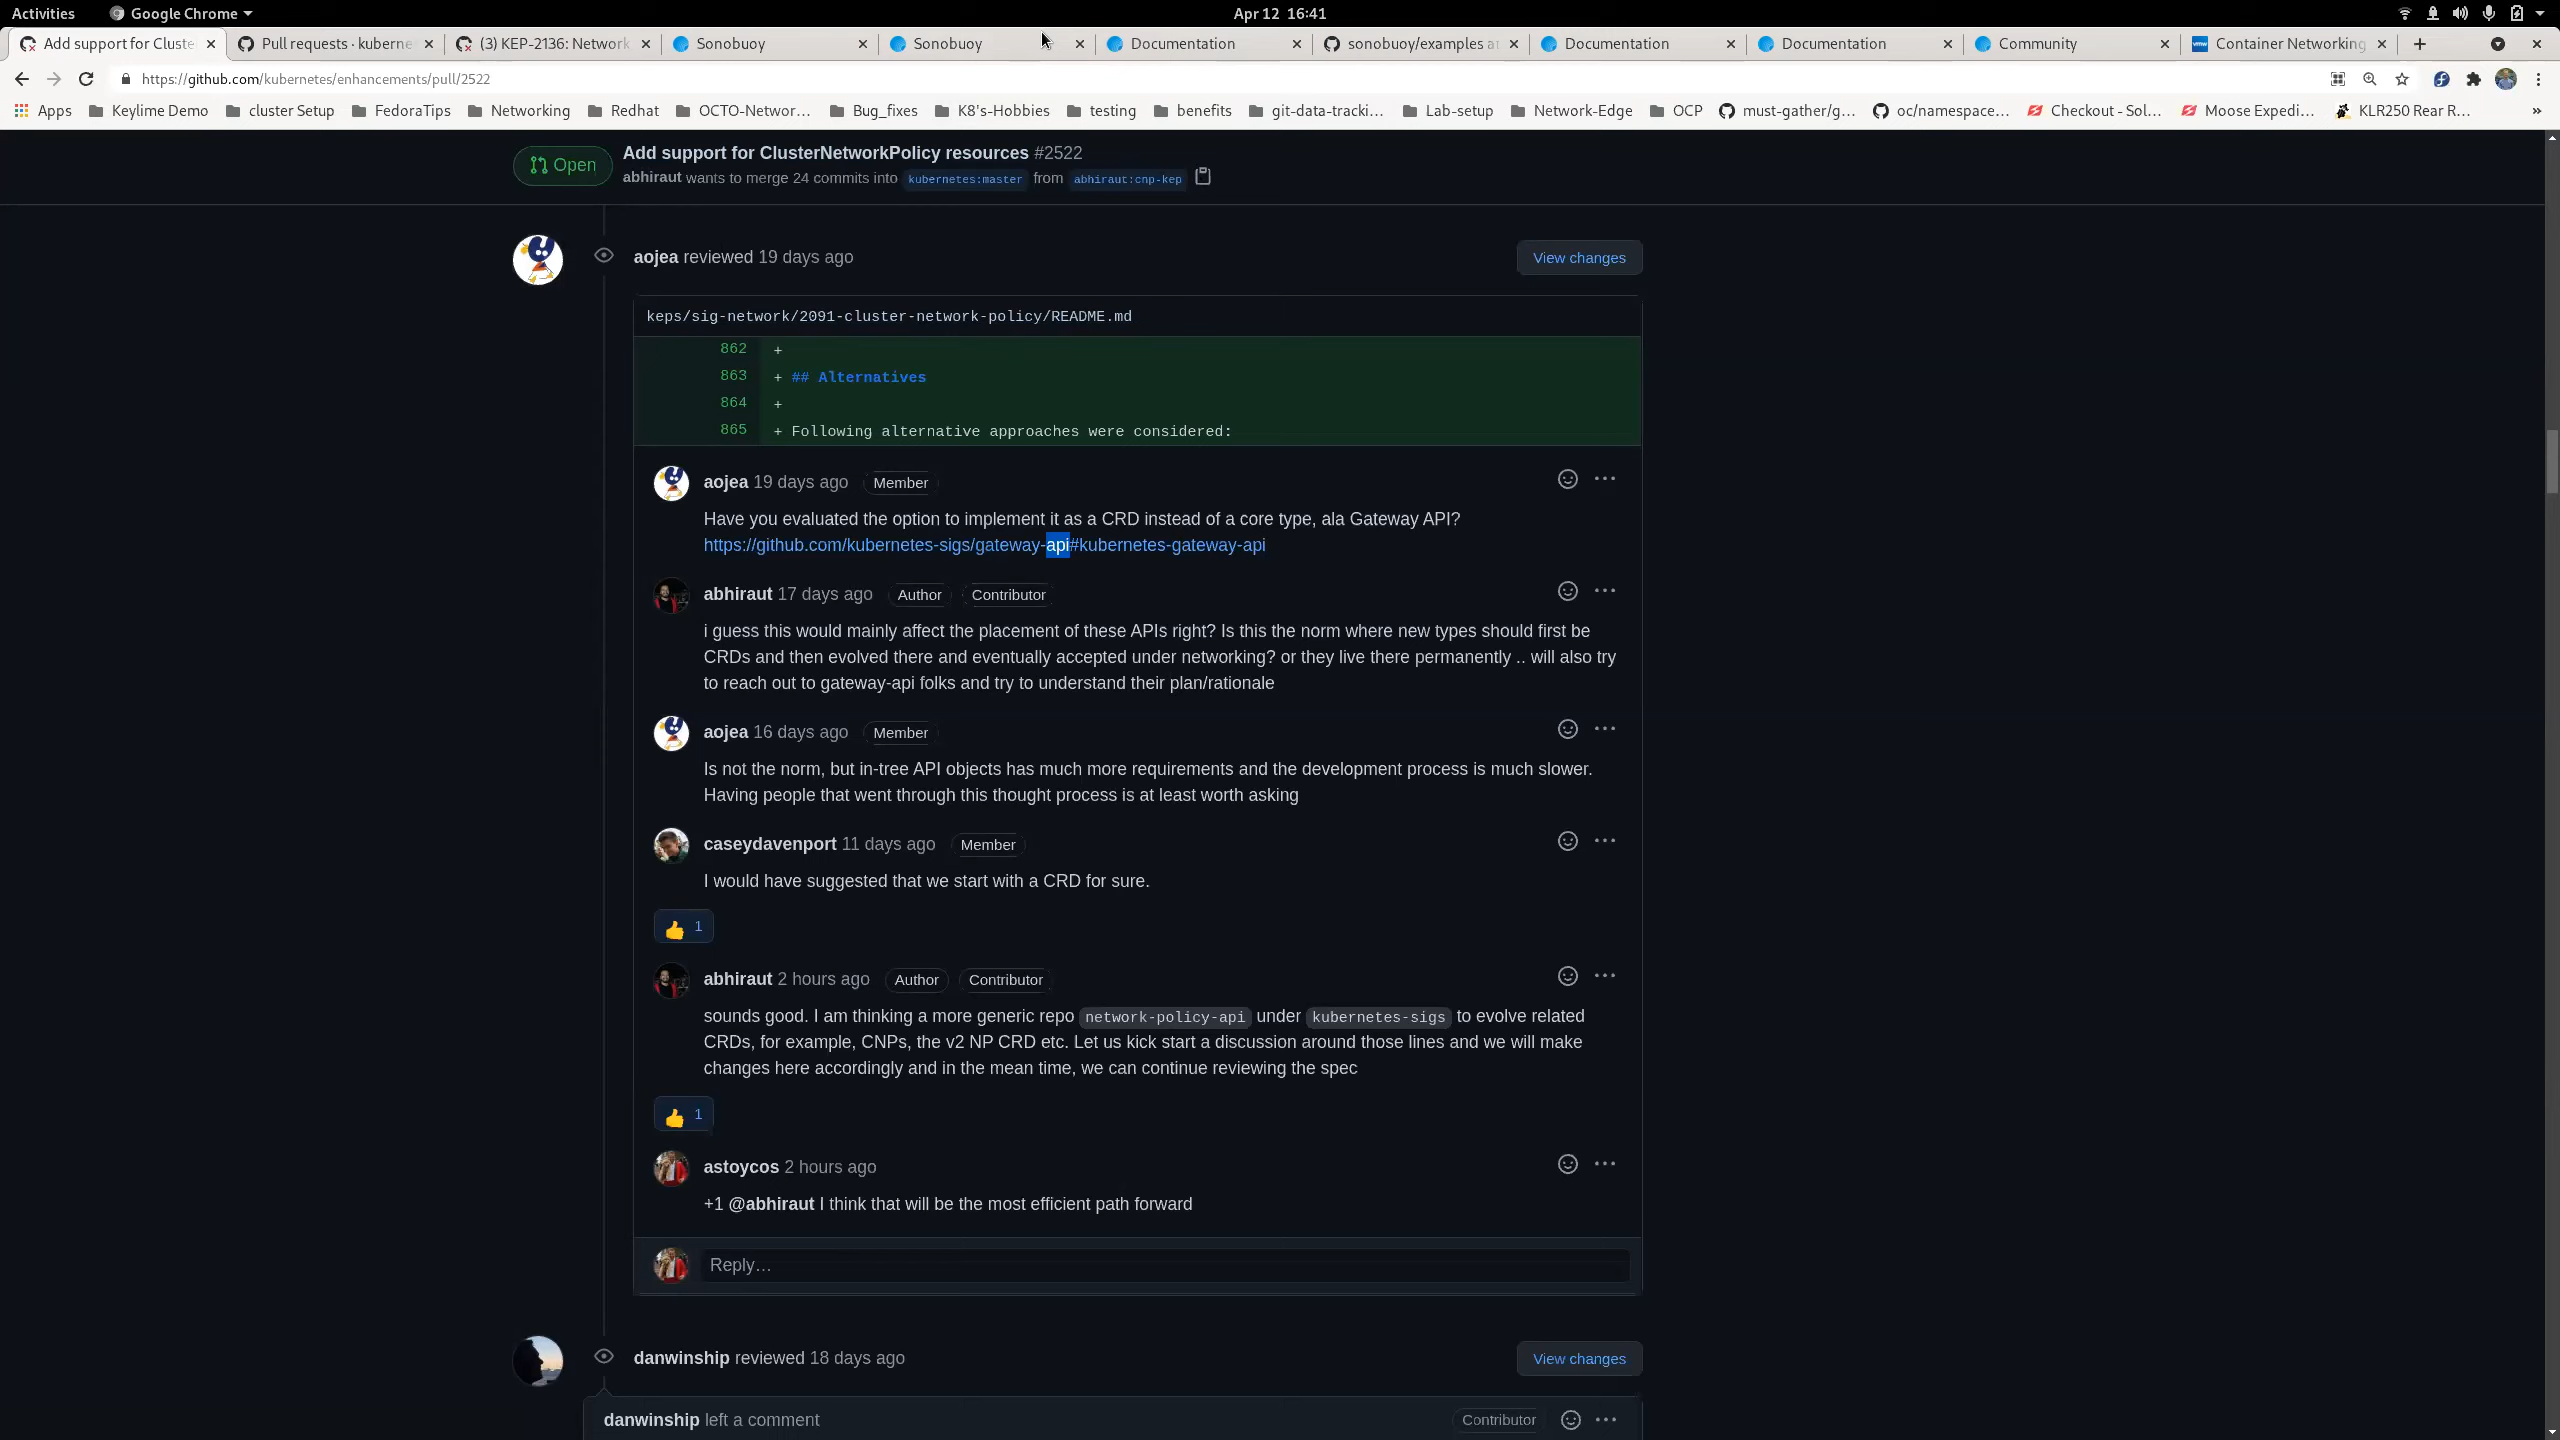 Activities Google Chrome Apr 12 16:41
Add support for Cluste Pull requests · kuberne (3) KEP-2136: Network Sonobuoy Sonobuoy Documentation sonobuoy/examples at Documentation Documentation Community Container Networking
https://github.com/kubernetes/enhancements/pull/2522
Apps Keylime Demo cluster Setup FedoraTips Networking Redhat OCTO-Networ… Bug_fixes K8's-Hobbies testing benefits git-data-tracki… Lab-setup Network-Edge OCP must-gather/g… oc/namespace… Checkout - Sol… Moose Expedi… KLR250 Rear R… »
Open Add support for ClusterNetworkPolicy resources #2522
abhiraut wants to merge 24 commits into kubernetes:master from abhiraut:cnp-kep
aojea reviewed 19 days ago View changes
keps/sig-network/2091-cluster-network-policy/README.md
862 +
863 + ## Alternatives
864 +
865 + Following alternative approaches were considered:
aojea 19 days ago Member
Have you evaluated the option to implement it as a CRD instead of a core type, ala Gateway API?
https://github.com/kubernetes-sigs/gateway-api#kubernetes-gateway-api
abhiraut 17 days ago Author Contributor
i guess this would mainly affect the placement of these APIs right? Is this the norm where new types should first be
CRDs and then evolved there and eventually accepted under networking? or they live there permanently .. will also try
to reach out to gateway-api folks and try to understand their plan/rationale
aojea 16 days ago Member
Is not the norm, but in-tree API objects has much more requirements and the development process is much slower.
Having people that went through this thought process is at least worth asking
caseydavenport 11 days ago Member
I would have suggested that we start with a CRD for sure.
👍 1
abhiraut 2 hours ago Author Contributor
sounds good. I am thinking a more generic repo network-policy-api under kubernetes-sigs to evolve related
CRDs, for example, CNPs, the v2 NP CRD etc. Let us kick start a discussion around those lines and we will make
changes here accordingly and in the mean time, we can continue reviewing the spec
👍 1
astoycos 2 hours ago
+1 @abhiraut I think that will be the most efficient path forward
Reply…
danwinship reviewed 18 days ago View changes
danwinship left a comment Contributor